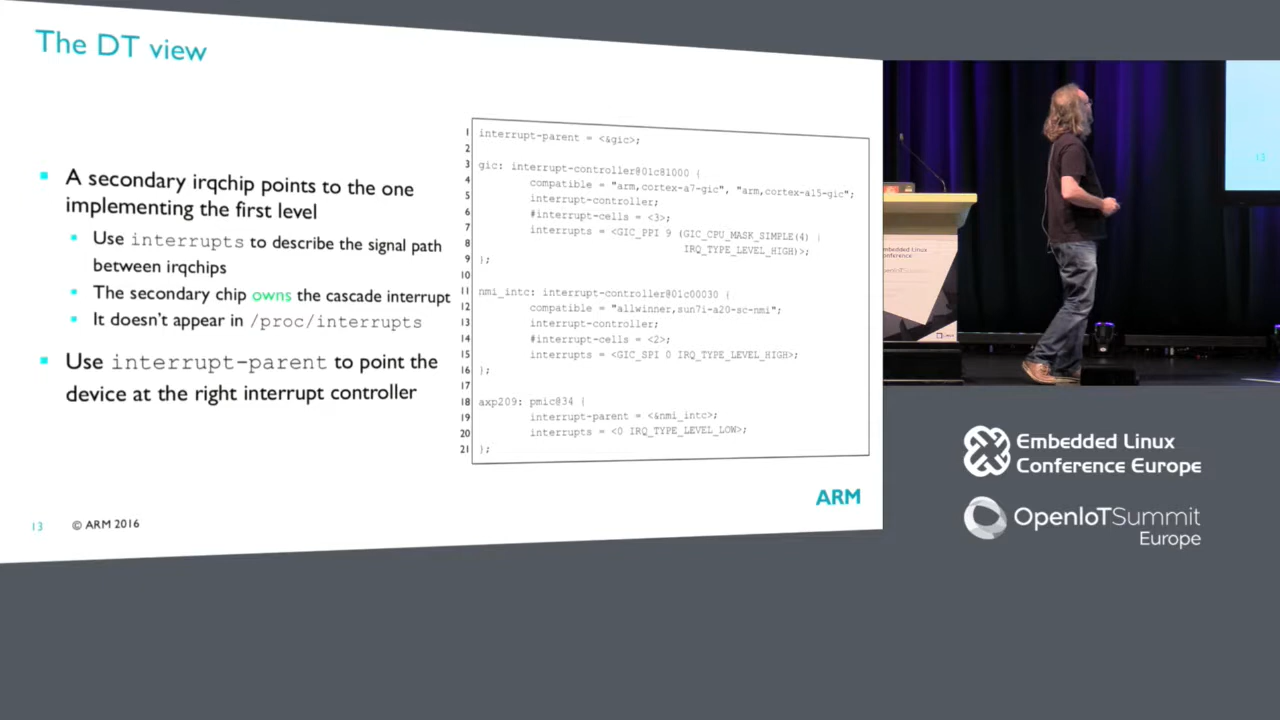 The DT view
A secondary irqchip points to the one
implementing the first level
Use interrupts to describe the signal path
between irqchips
The secondary chip owns the cascade interrupt
It doesn't appear in /proc/interrupts
Use interrupt-parent to point the
device at the right interrupt controller
1 interrupt-parent = <&gic>;
2
3 gic: interrupt-controller@01c81000 {
4 compatible = "arm,cortex-a7-gic", "arm,cortex-a15-gic";
5 interrupt-controller;
6 #interrupt-cells = <3>;
7 interrupts = <GIC_PPI 9 (GIC_CPU_MASK_SIMPLE(4) |
8 IRQ_TYPE_LEVEL_HIGH)>;
9 };
10
11 nmi_intc: interrupt-controller@01c00030 {
12 compatible = "allwinner,sun7i-a20-sc-nmi";
13 interrupt-controller;
14 #interrupt-cells = <2>;
15 interrupts = <GIC_SPI 0 IRQ_TYPE_LEVEL_HIGH>;
16 };
17
18 axp209: pmic@34 {
19 interrupt-parent = <&nmi_intc>;
20 interrupts = <0 IRQ_TYPE_LEVEL_LOW>;
21 };
ARM
13 © ARM 2016
13
Embedded Linux
Conference Europe
OpenIoTSummit
Europe